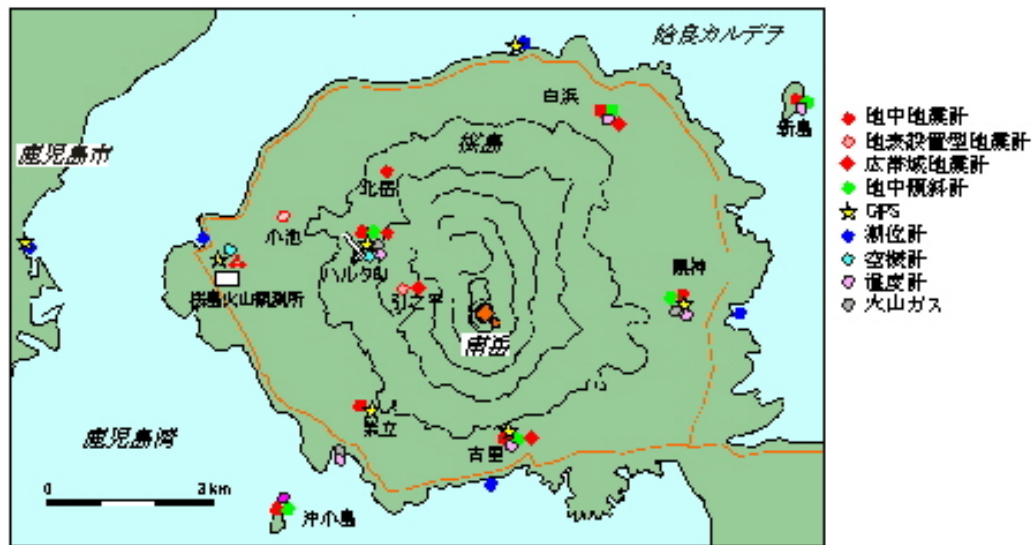 姶良カルデラ
白浜
新島
桜島
鹿児島市
北岳
小池
ハルタ山
黒神
桜島火山観測所
引之平
南岳
鹿児島湾
古里
0
3 km
沖小島
地中地震計
地表設置型地震計
広帯域地震計
地中傾斜計
GPS
潮位計
空振計
温度計
火山ガス